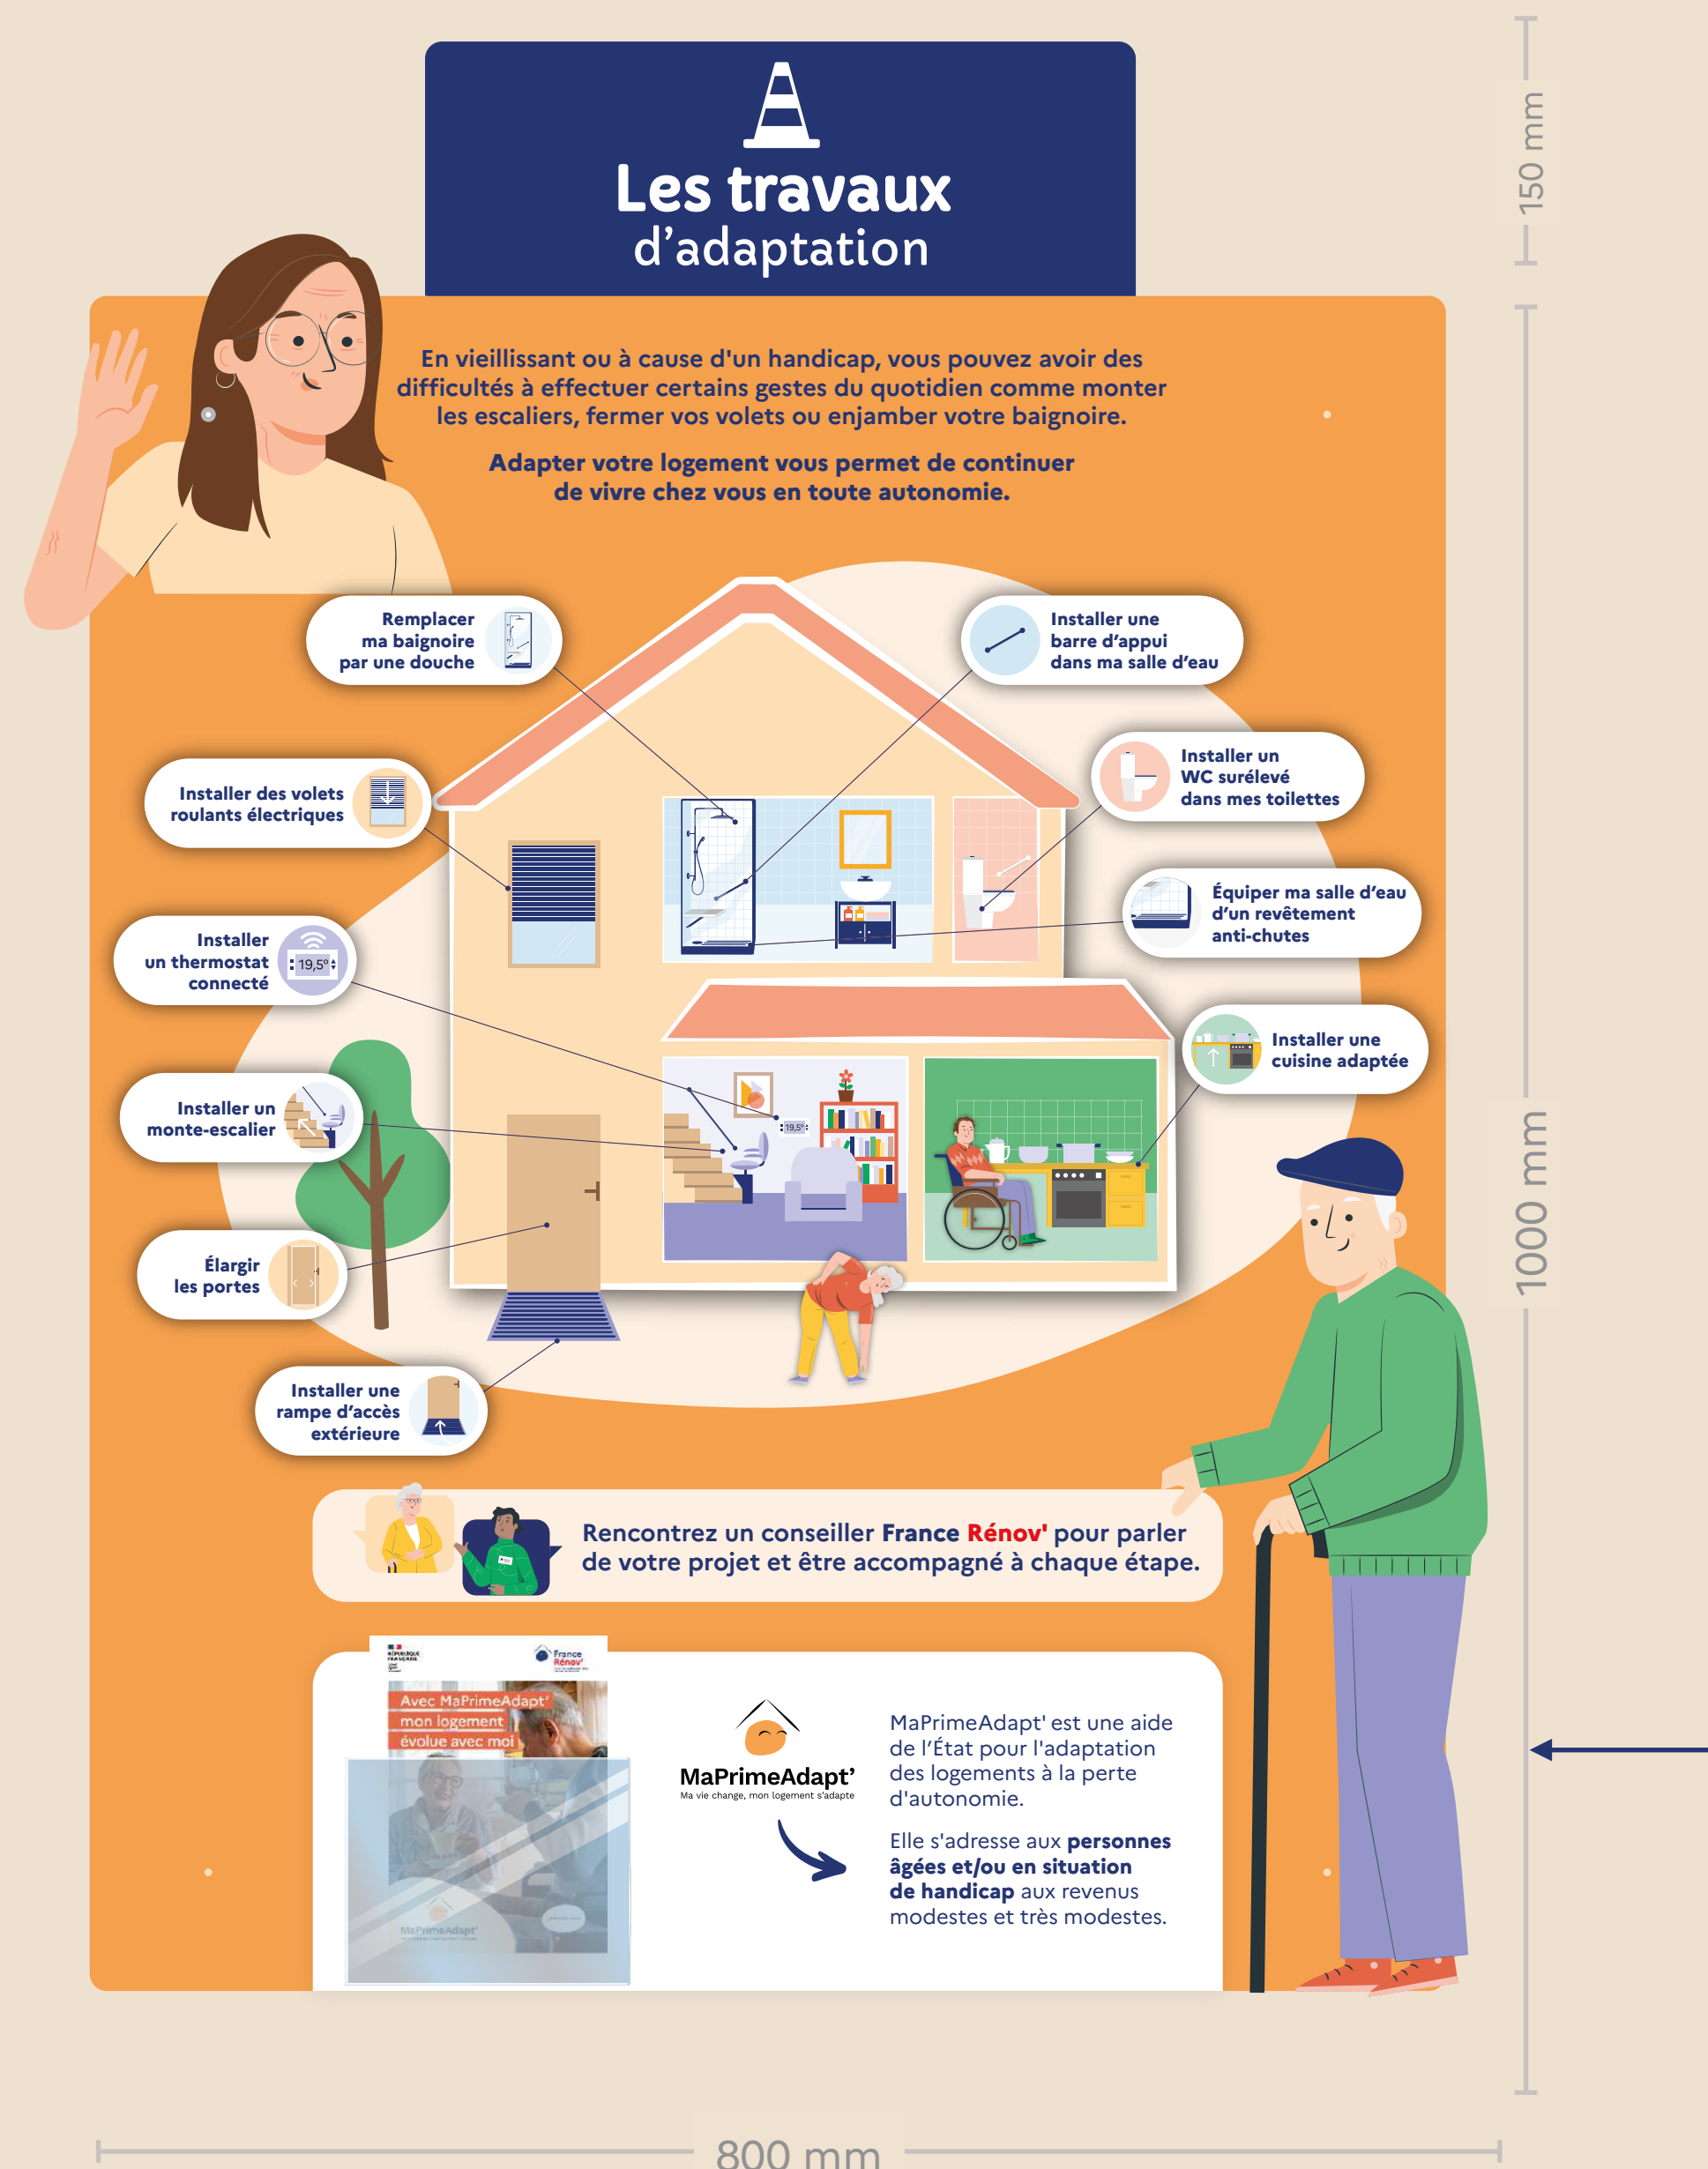 150 mm
Les travaux
d'adaptation
En vieillissant ou à cause d'un handicap, vous pouvez avoir des
difficultés à effectuer certains gestes du quotidien comme monter
les escaliers, fermer vos volets ou enjamber votre baignoire.
Adapter votre logement vous permet de continuer
de vivre chez vous en toute autonomie.
Remplacer
ma baignoire
par une douche
Installer une
barre d'appui
dans ma salle d'eau
Installer des volets
roulants électriques
Installer un
WC surélevé
dans mes toilettes
Installer
un thermostat
connecté
19,5°
Équiper ma salle d'eau
d'un revêtement
anti-chutes
Installer une
cuisine adaptée
Installer un
monte-escalier
19,5°
Élargir
les portes
1000 mm
Installer une
rampe d'accès
extérieure
Rencontrez un conseiller France Rénov' pour parler
de votre projet et être accompagné à chaque étape.
RÉPUBLIQUE
FRANÇAISE
France
Rénov'
Avec MaPrimeAdapt'
mon logement
évolue avec moi
MaPrimeAdapt'
MaPrimeAdapt'
Ma vie change, mon logement s'adapte
MaPrimeAdapt' est une aide
de l'État pour l'adaptation
des logements à la perte
d'autonomie.
Elle s'adresse aux personnes
âgées et/ou en situation
de handicap aux revenus
modestes et très modestes.
800 mm